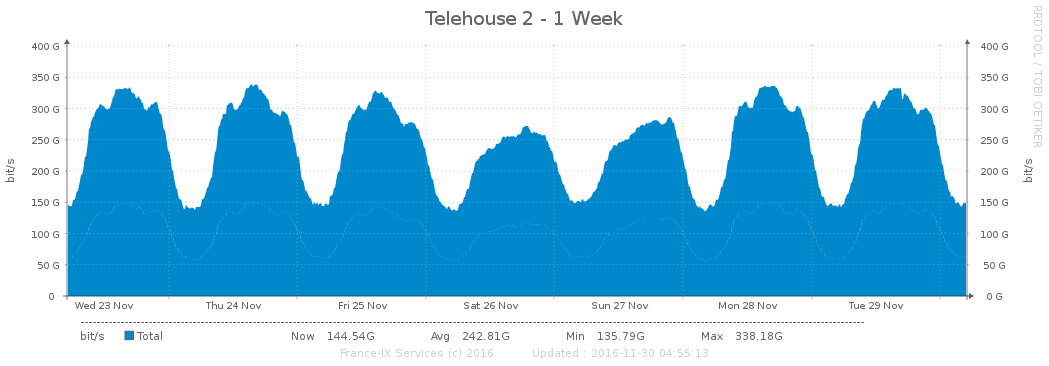 Telehouse 2 - 1 Week
RRDTOOL / TOBI OETIKER
400 G 400 G
350 G 350 G
300 G 300 G
250 G 250 G
200 G 200 G
150 G 150 G
100 G 100 G
50 G 50 G
0 0 G
bit/s bit/s
Wed 23 Nov Thu 24 Nov Fri 25 Nov Sat 26 Nov Sun 27 Nov Mon 28 Nov Tue 29 Nov
bit/s Total Now 144.54G Avg 242.81G Min 135.79G Max 338.18G
France-IX Services (c) 2016 Updated : 2016-11-30 04:55:13